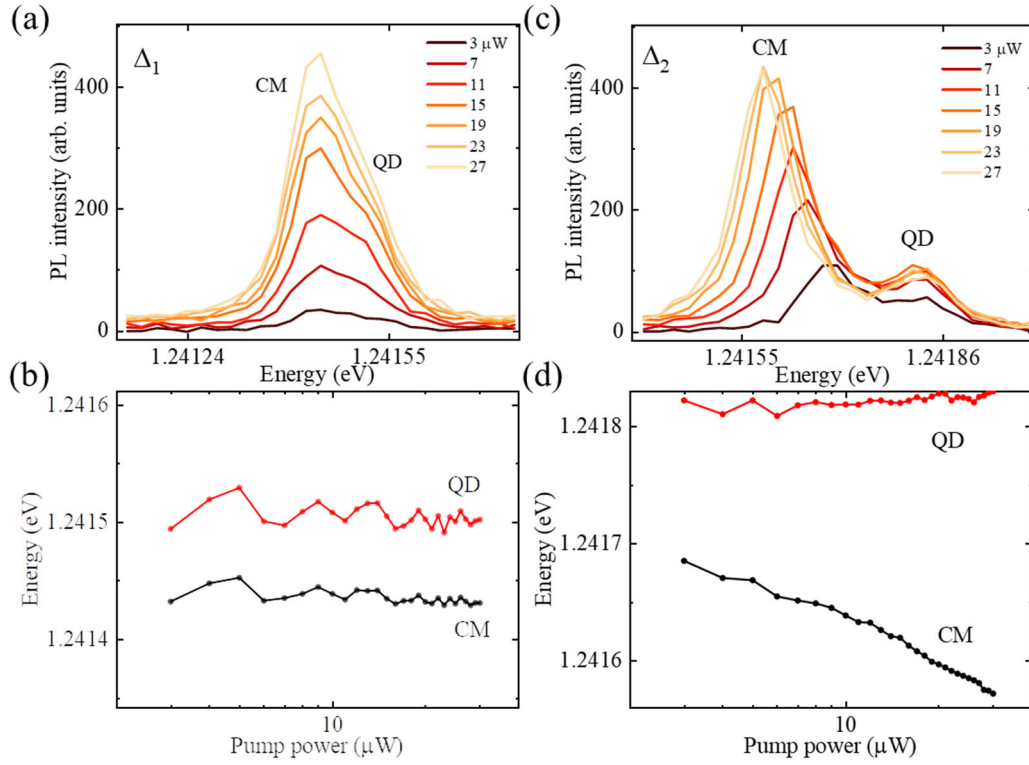 (a)
Δ1
CM
QD
3 μW
7
11
15
19
23
27
400
200
0
PL intensity (arb. units)
1.24124
1.24155
Energy (eV)
(c)
Δ2
CM
QD
3 μW
7
11
15
19
23
27
400
200
0
PL intensity (arb. units)
1.24155
1.24186
Energy (eV)
(b)
1.2416
1.2415
1.2414
Energy (eV)
QD
CM
10
Pump power (μW)
(d)
1.2418
1.2417
1.2416
Energy (eV)
QD
CM
10
Pump power (μW)